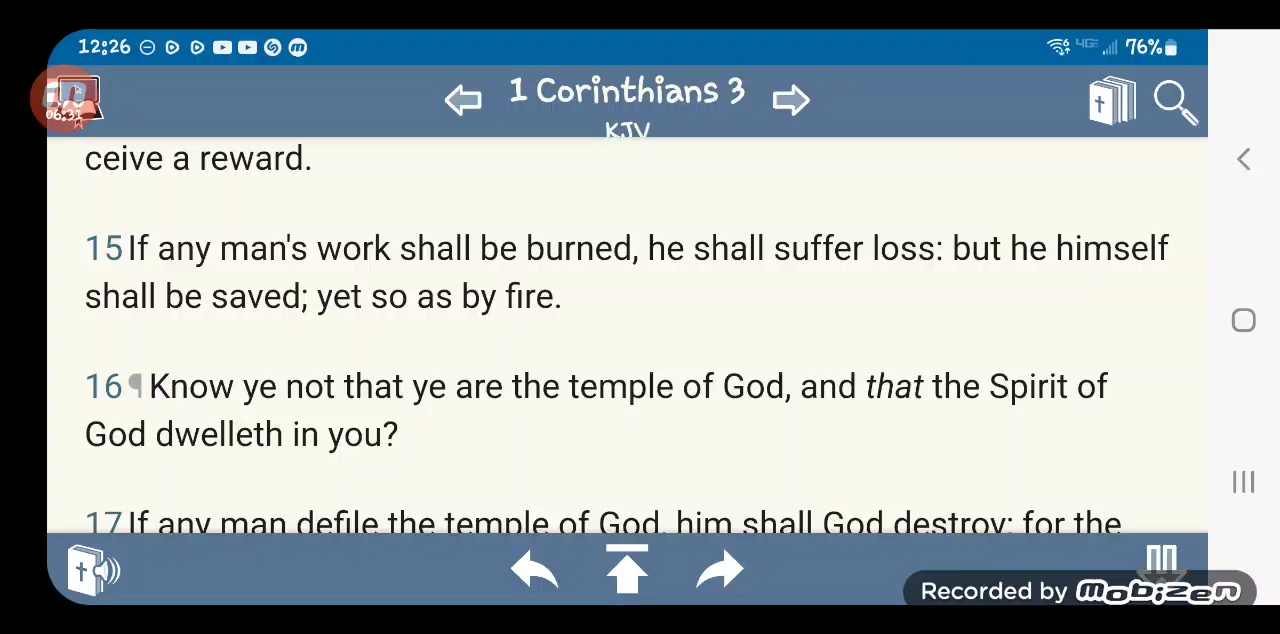 12:26
4GE 76%
06:31
1 Corinthians 3
KJV
ceive a reward.
15 If any man's work shall be burned, he shall suffer loss: but he himself
shall be saved; yet so as by fire.
16 ¶ Know ye not that ye are the temple of God, and that the Spirit of
God dwelleth in you?
17 If any man defile the temple of God, him shall God destroy; for the
Recorded by mobizen